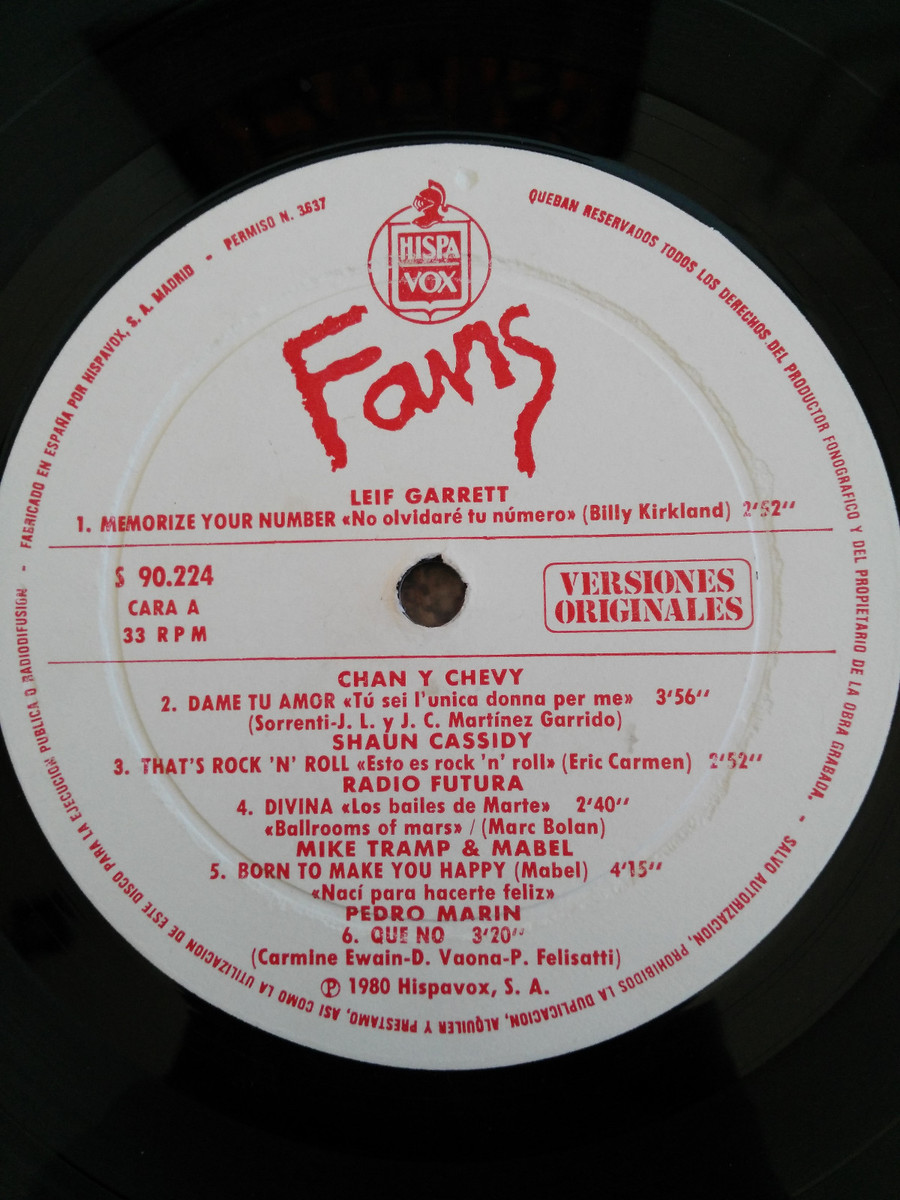 FABRICADO EN ESPAÑA POR HISPAVOX, S. A. MADRID - PERMISO N. 3.637
QUEBAN RESERVADOS TODOS LOS DERECHOS DEL PRODUCTOR FONOGRAFICO Y DEL PROPIETARIO DE LA OBRA GRABADA. - SALVO AUTORIZACION, PROHIBIDOS LA DUPLICACION, ALQUILER Y PRESTAMO, ASI COMO LA UTILIZACION DE ESTE DISCO PARA LA EJECUCION PUBLICA O RADIODIFUSION -
HISPA
VOX
Fans
LEIF GARRETT
1. MEMORIZE YOUR NUMBER «No olvidaré tu número» (Billy Kirkland) 2'52''
S 90.224
CARA A
33 RPM
VERSIONES
ORIGINALES
CHAN Y CHEVY
2. DAME TU AMOR «Tú sei l'unica donna per me» 3'56''
(Sorrenti-J. L. y J. C. Martínez Garrido)
SHAUN CASSIDY
3. THAT'S ROCK 'N' ROLL «Esto es rock 'n' roll» (Eric Carmen) 2'52''
RADIO FUTURA
4. DIVINA «Los bailes de Marte» 2'40''
«Ballrooms of mars» / (Marc Bolan)
MIKE TRAMP & MABEL
5. BORN TO MAKE YOU HAPPY (Mabel) 4'15''
«Nací para hacerte feliz»
PEDRO MARIN
6. QUE NO 3'20''
(Carmine Ewain-D. Vaona-P. Felisatti)
Ⓟ 1980 Hispavox, S. A.